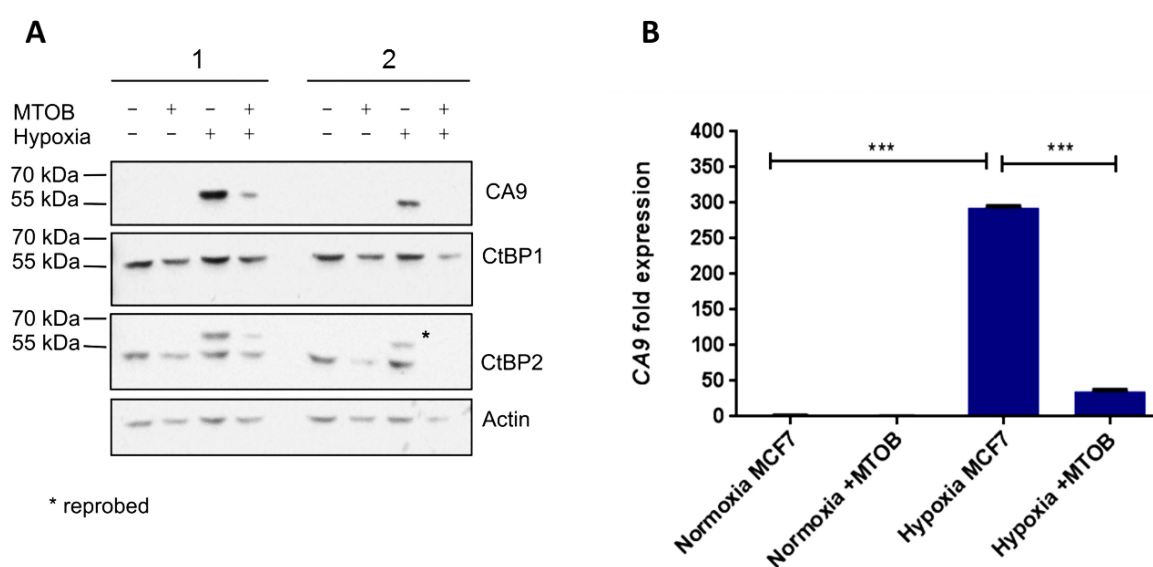 A
1 2
MTOB - + - + - + - +
Hypoxia - - + + - - + +
70 kDa
55 kDa
CA9
70 kDa
55 kDa
CtBP1
70 kDa
55 kDa
*
CtBP2
Actin
* reprobed
B
CA9 fold expression
400
350
300
250
200
150
100
50
0
*** ***
Normoxia MCF7
Normoxia +MTOB
Hypoxia MCF7
Hypoxia +MTOB